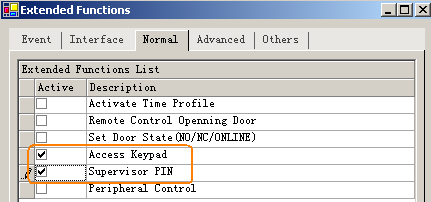 Extended Functions
Event Interface Normal Advanced Others
Extended Functions List
Active Description
Activate Time Profile
Remote Control Openning Door
Set Door State(NO/NC/ONLINE)
Access Keypad
Supervisor PIN
Peripheral Control